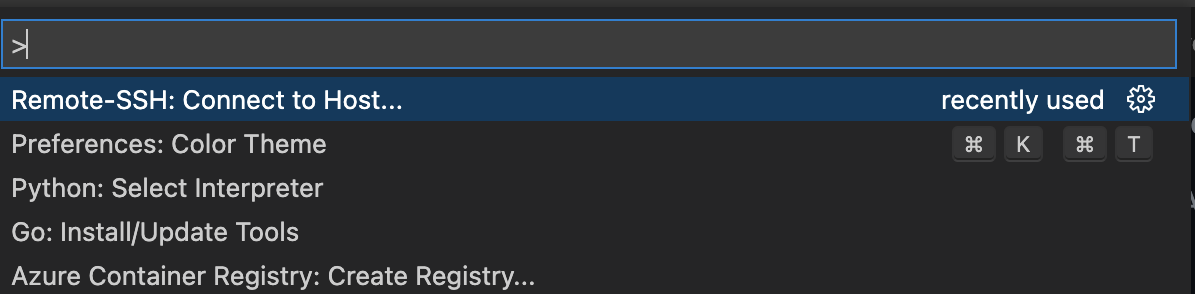 >
Remote-SSH: Connect to Host... recently used
Preferences: Color Theme ⌘ K ⌘ T
Python: Select Interpreter
Go: Install/Update Tools
Azure Container Registry: Create Registry...